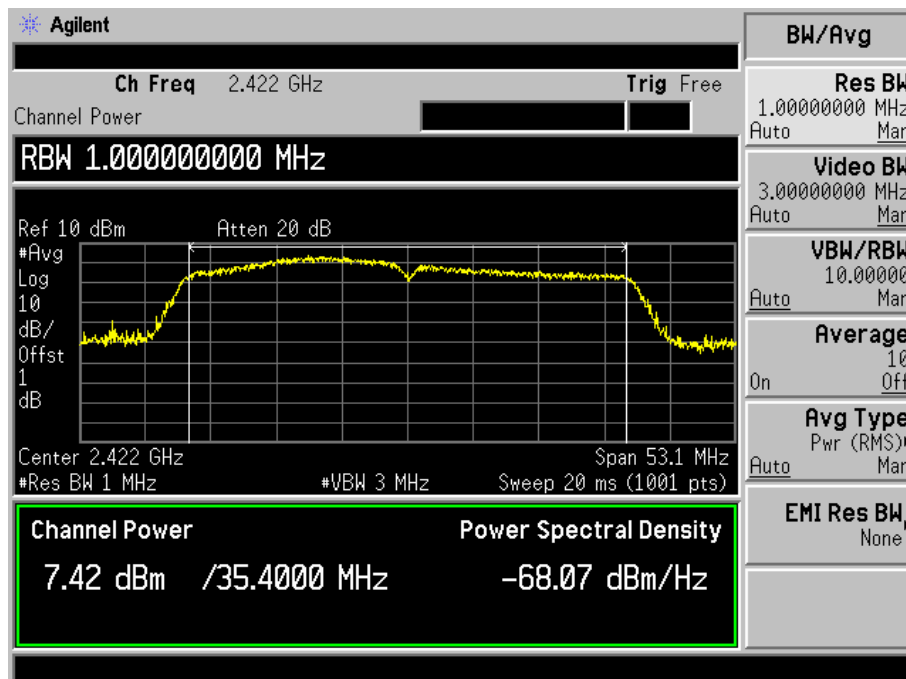 Agilent
BW/Avg
Ch Freq 2.422 GHz Trig Free
Channel Power
RBW 1.000000000 MHz
Ref 10 dBm Atten 20 dB
#Avg
Log
10
dB/
Offst
1
dB
Center 2.422 GHz Span 53.1 MHz
#Res BW 1 MHz #VBW 3 MHz Sweep 20 ms (1001 pts)
Channel Power Power Spectral Density
7.42 dBm /35.4000 MHz -68.07 dBm/Hz
Res BW
1.00000000 MHz
Auto Man
Video BW
3.00000000 MHz
Auto Man
VBW/RBW
10.00000
Auto Man
Average
10
On Off
Avg Type
Pwr (RMS)
Auto Man
EMI Res BW
None